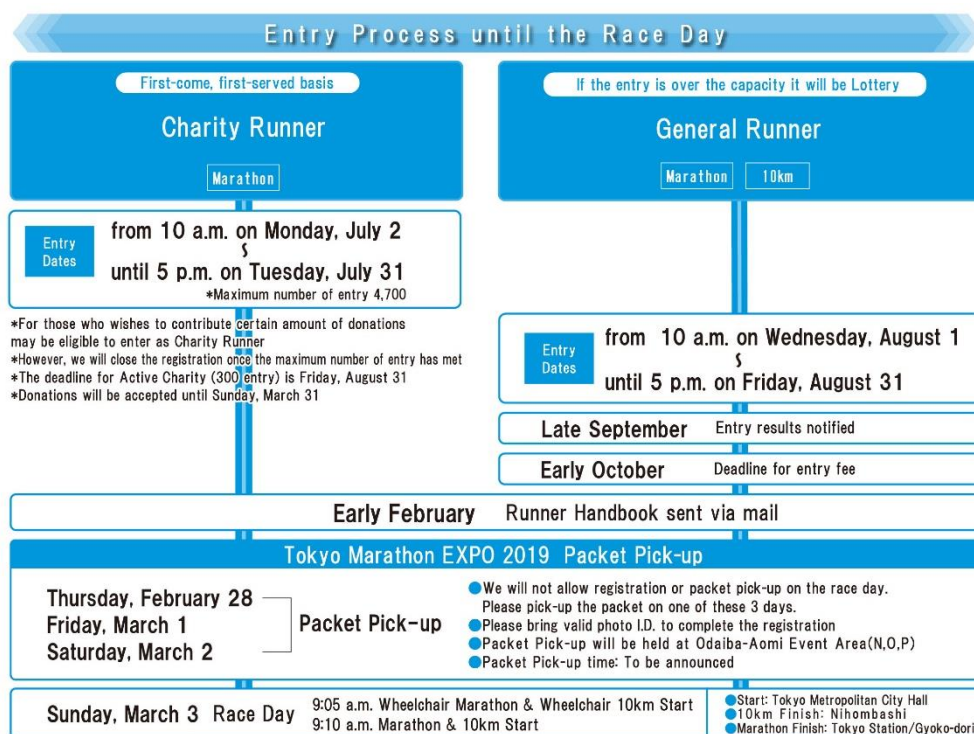 Entry Process until the Race Day
First-come, first-served basis
Charity Runner
Marathon
Entry
Dates
from 10 a.m. on Monday, July 2
~
until 5 p.m. on Tuesday, July 31
*Maximum number of entry 4,700
*For those who wishes to contribute certain amount of donations
may be eligible to enter as Charity Runner
*However, we will close the registration once the maximum number of entry has met
*The deadline for Active Charity (300 entry) is Friday, August 31
*Donations will be accepted until Sunday, March 31
If the entry is over the capacity it will be Lottery
General Runner
Marathon 10km
Entry
Dates
from 10 a.m. on Wednesday, August 1
~
until 5 p.m. on Friday, August 31
Late September Entry results notified
Early October Deadline for entry fee
Early February Runner Handbook sent via mail
Tokyo Marathon EXPO 2019 Packet Pick-up
Thursday, February 28
Friday, March 1
Saturday, March 2
Packet Pick-up
●We will not allow registration or packet pick-up on the race day.
Please pick-up the packet on one of these 3 days.
●Please bring valid photo I.D. to complete the registration
●Packet Pick-up will be held at Odaiba-Aomi Event Area(N,O,P)
●Packet Pick-up time: To be announced
Sunday, March 3 Race Day
9:05 a.m. Wheelchair Marathon & Wheelchair 10km Start
9:10 a.m. Marathon & 10km Start
●Start: Tokyo Metropolitan City Hall
●10km Finish: Nihombashi
●Marathon Finish: Tokyo Station/Gyoko-dori